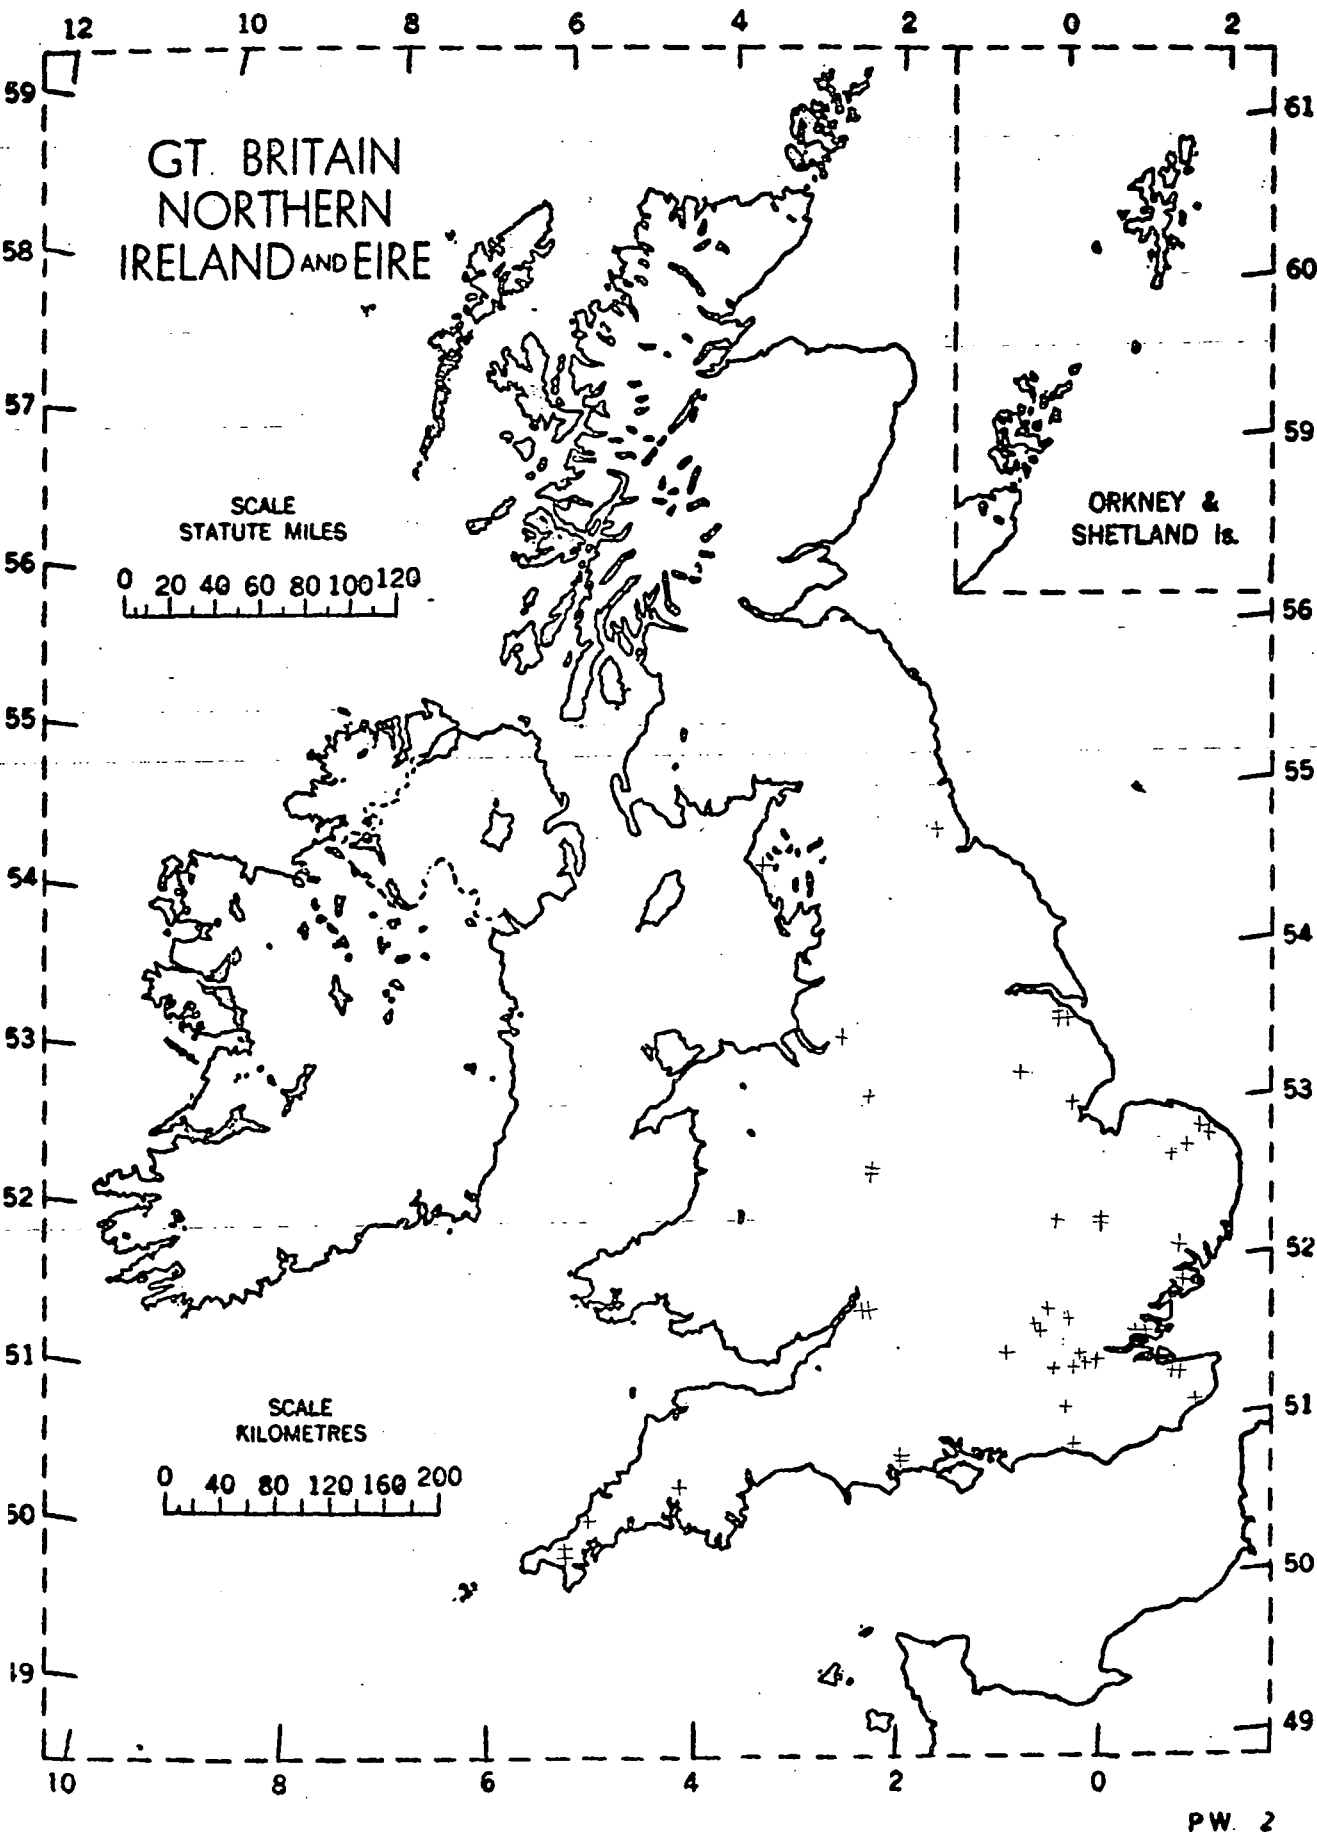 12 10 8 6 4 2 0 2
59
61
GT. BRITAIN
NORTHERN
IRELAND AND EIRE
58
60
57
59
SCALE
STATUTE MILES
ORKNEY &
SHETLAND Is.
56
0 20 40 60 80 100 120
56
55
55
54
54
53
53
52
52
51
51
SCALE
KILOMETRES
0 40 80 120 160 200
50
50
49
49
10 8 6 4 2 0
PW. 2